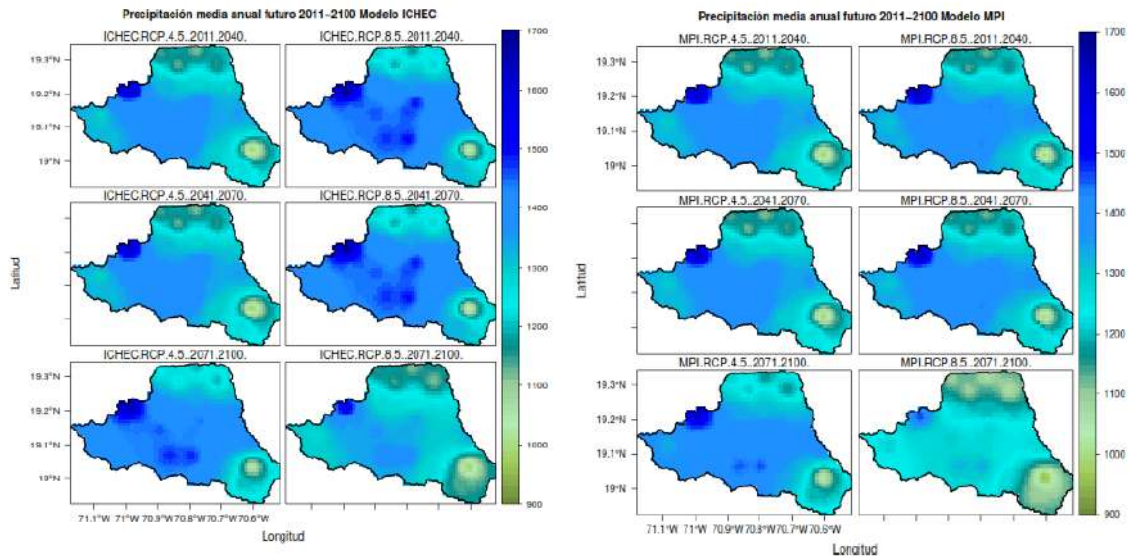 Precipitación media anual futuro 2011-2100 Modelo ICHEC
ICHEC.RCP.4.5..2011.2040.
ICHEC.RCP.8.5..2011.2040.
19.3°N
19.2°N
19.1°N
19°N
ICHEC.RCP.4.5..2041.2070.
ICHEC.RCP.8.5..2041.2070.
Latitud
ICHEC.RCP.4.5..2071.2100.
ICHEC.RCP.8.5..2071.2100.
19.3°N
19.2°N
19.1°N
19°N
71.1°W 71°W 70.9°W 70.8°W 70.7°W 70.6°W
Longitud
1700
1600
1500
1400
1300
1200
1100
1000
900
Precipitación media anual futuro 2011-2100 Modelo MPI
MPI.RCP.4.5..2011.2040.
MPI.RCP.8.5..2011.2040.
19.3°N
19.2°N
19.1°N
19°N
MPI.RCP.4.5..2041.2070.
MPI.RCP.8.5..2041.2070.
Latitud
MPI.RCP.4.5..2071.2100.
MPI.RCP.8.5..2071.2100.
19.3°N
19.2°N
19.1°N
19°N
71.1°W 71°W 70.9°W 70.8°W 70.7°W 70.6°W
Longitud
1700
1600
1500
1400
1300
1200
1100
1000
900